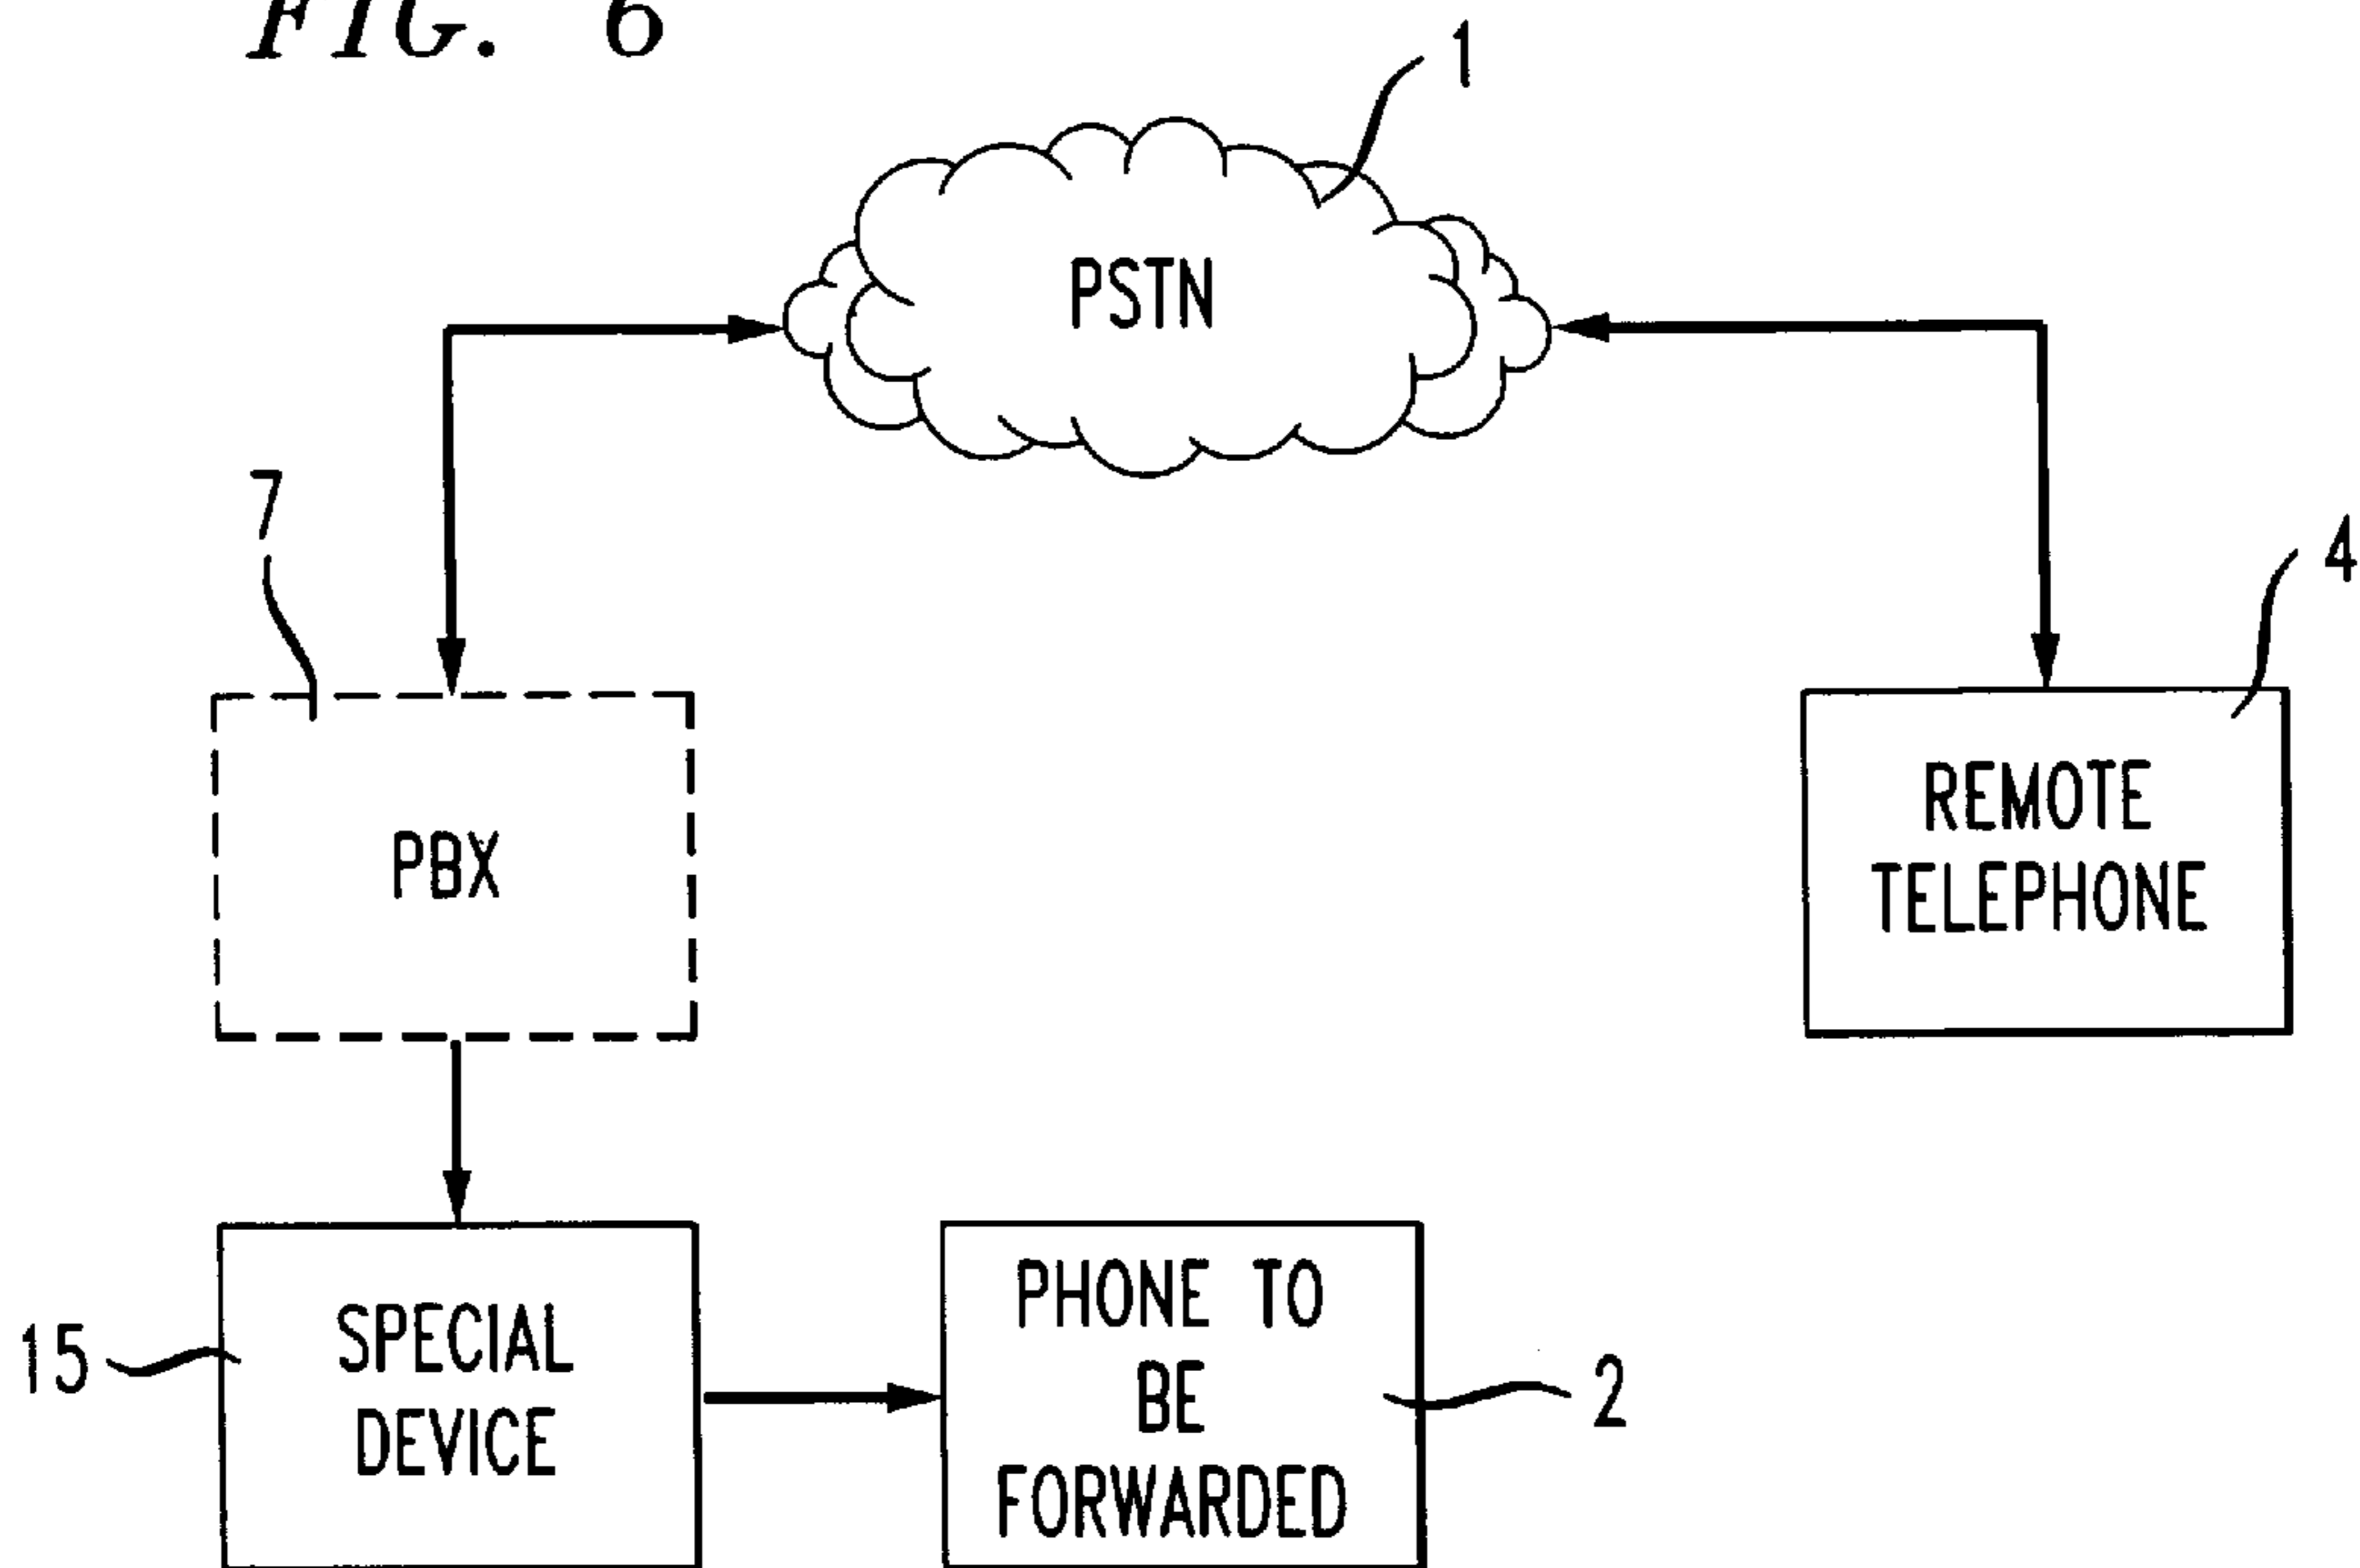 FIG. 6
1
PSTN
7
4
PBX
REMOTE
TELEPHONE
15
SPECIAL
DEVICE
PHONE TO
BE
FORWARDED
2